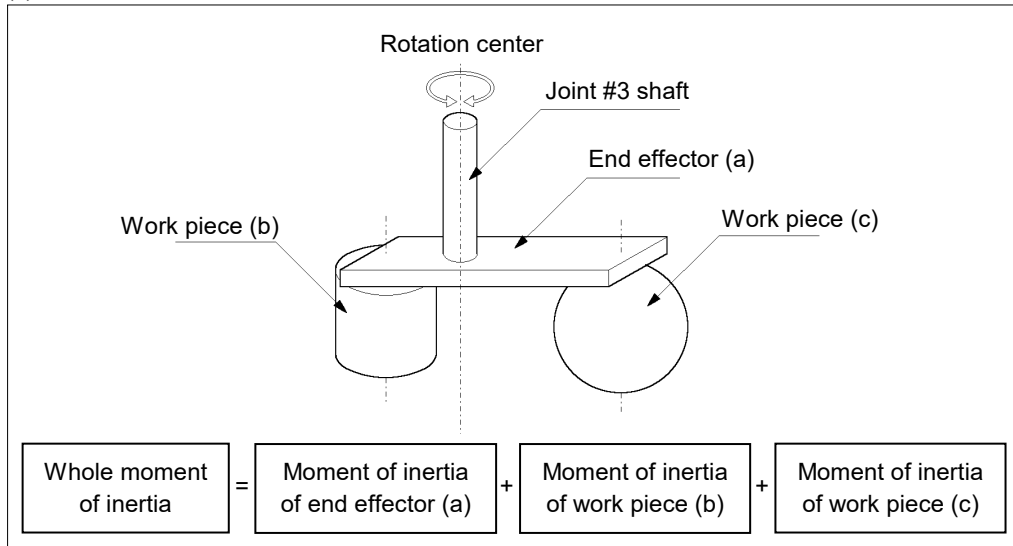 Rotation center
Joint #3 shaft
End effector (a)
Work piece (b)
Work piece (c)
Whole moment
of inertia
=
Moment of inertia
of end effector (a)
+
Moment of inertia
of work piece (b)
+
Moment of inertia
of work piece (c)